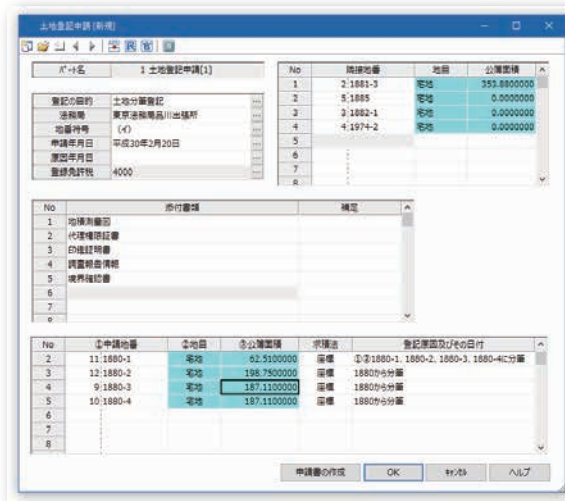 土地登記申請 [新規]
パート名 1 土地登記申請[1]
登記の目的 土地分筆登記
法務局 東京法務局品川出張所
地番符号 (イ)
申請年月日 平成30年2月20日
原因年月日
登録免許税 4000
No 隣接地番 地目 公簿面積
1 2:1881-3 宅地 353.8800000
2 5:1885 宅地 0.0000000
3 3:1882-1 宅地 0.0000000
4 4:1974-2 宅地 0.0000000
5
6
7
8
No 添付書類 補足
1 地積測量図
2 代理権限証書
3 印鑑証明書
4 調査報告情報
5 境界確認書
6
7
No ①申請地番 ②地目 ③公簿面積 求積法 登記原因及びその日付
2 11:1880-1 宅地 62.5100000 座標 ①③1880-1, 1880-2, 1880-3, 1880-4に分筆
3 12:1880-2 宅地 198.7500000 座標 1880から分筆
4 9:1880-3 宅地 187.1100000 座標 1880から分筆
5 10:1880-4 宅地 187.1100000 座標 1880から分筆
6
7
8
申請書の作成 OK キャンセル ヘルプ